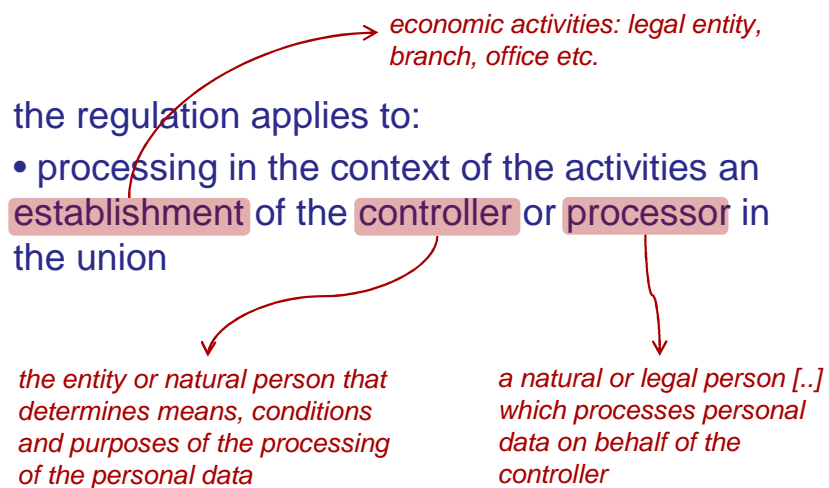 economic activities: legal entity,
branch, office etc.
the regulation applies to:
• processing in the context of the activities an
establishment of the controller or processor in
the union
the entity or natural person that
determines means, conditions
and purposes of the processing
of the personal data
a natural or legal person [..]
which processes personal
data on behalf of the
controller